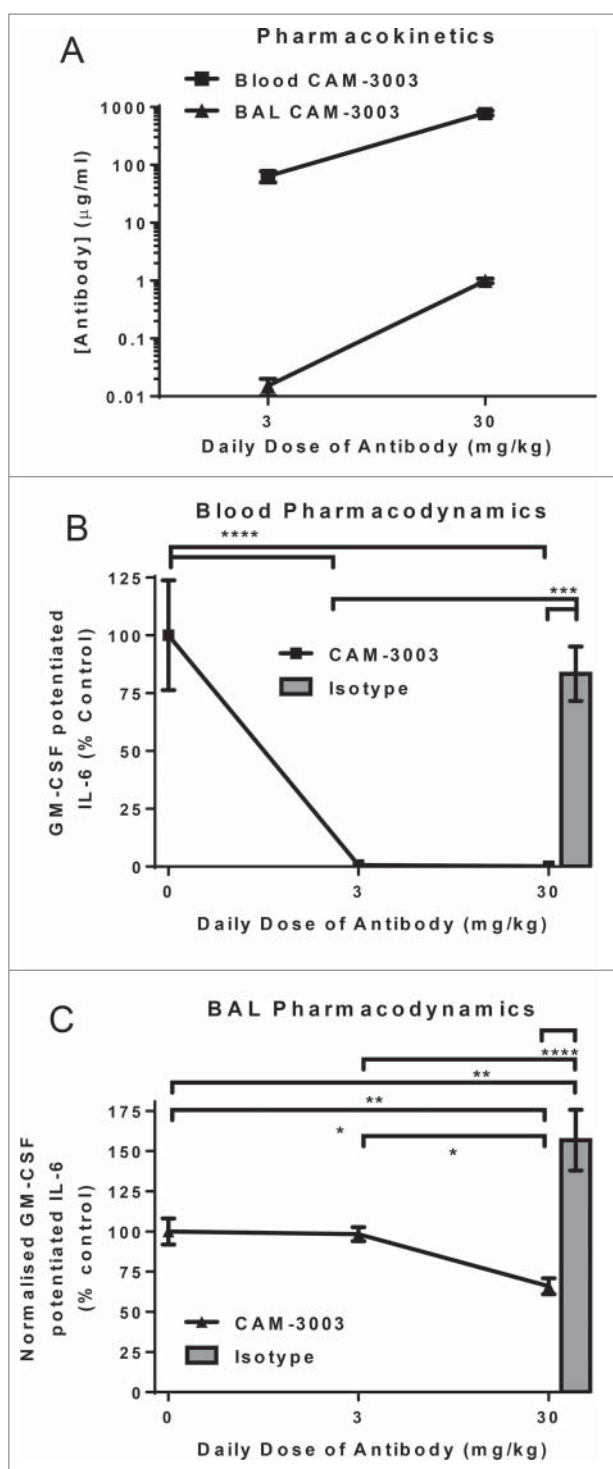 A
Pharmacokinetics
Blood CAM-3003
BAL CAM-3003
1000
100
10
1
0.1
0.01
[Antibody] (μg/ml)
3
30
Daily Dose of Antibody (mg/kg)
B
Blood Pharmacodynamics
****
***
125
100
75
50
25
0
GM-CSF potentiated
IL-6 (% Control)
CAM-3003
Isotype
0
3
30
Daily Dose of Antibody (mg/kg)
C
BAL Pharmacodynamics
****
**
**
*
*
175
150
125
100
75
50
25
0
Normalised GM-CSF
potentiated IL-6
(% control)
CAM-3003
Isotype
0
3
30
Daily Dose of Antibody (mg/kg)